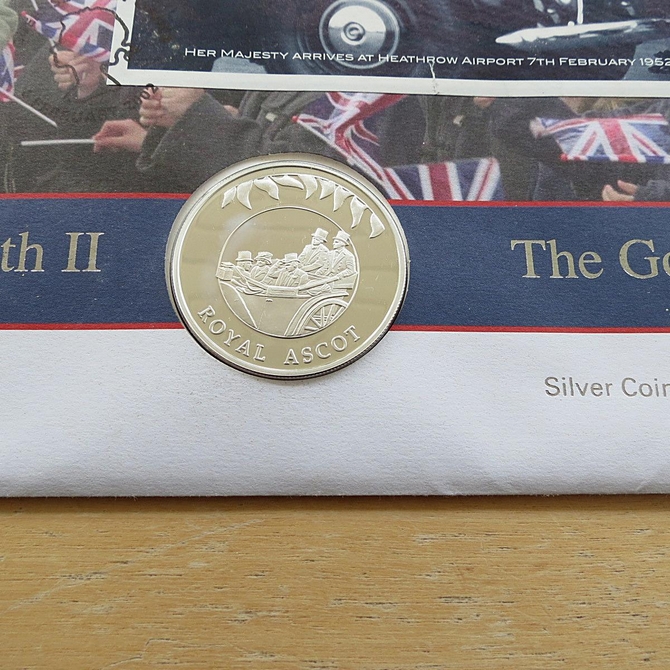 HER MAJESTY ARRIVES AT HEATHROW AIRPORT 7TH FEBRUARY 1952
th II
The Go
ROYAL ASCOT
Silver Coin